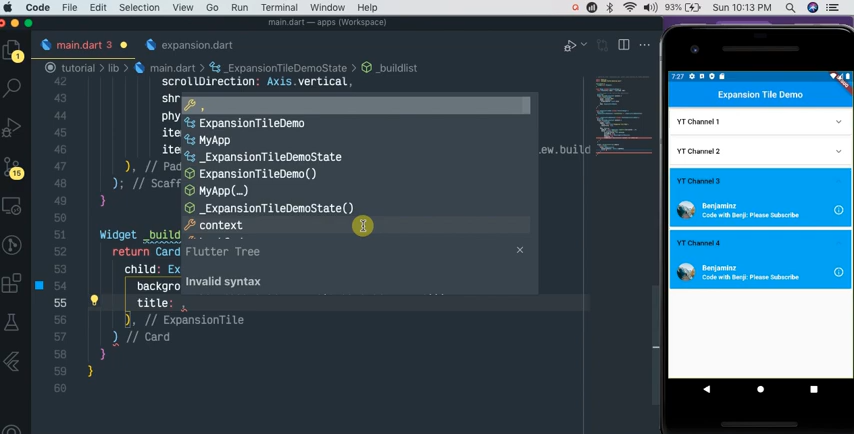 Code File Edit Selection View Go Run Terminal Window Help 93% Sun 10:13 PM
main.dart — apps (Workspace)
main.dart 3 expansion.dart
tutorial > lib > main.dart > _ExpansionTileDemoState > _buildlist
42 scrollDirection: Axis.vertical,
43 shr
44 phy
45 ite
46 ite ew.build
47 ), // Pad
48 ); // Scaff
49 }
50
51 Widget _build
52 return Card
53 child: Ex
54 backgro
55 title: ,
56 ), // ExpansionTile
57 ) // Card
58 }
59 }
60
,
ExpansionTileDemo
MyApp
_ExpansionTileDemoState
ExpansionTileDemo()
MyApp(…)
_ExpansionTileDemoState()
context
Flutter Tree
Invalid syntax
1
15
7:27
Expansion Tile Demo
YT Channel 1
YT Channel 2
YT Channel 3
Benjaminz
Code with Benji: Please Subscribe
YT Channel 4
Benjaminz
Code with Benji: Please Subscribe